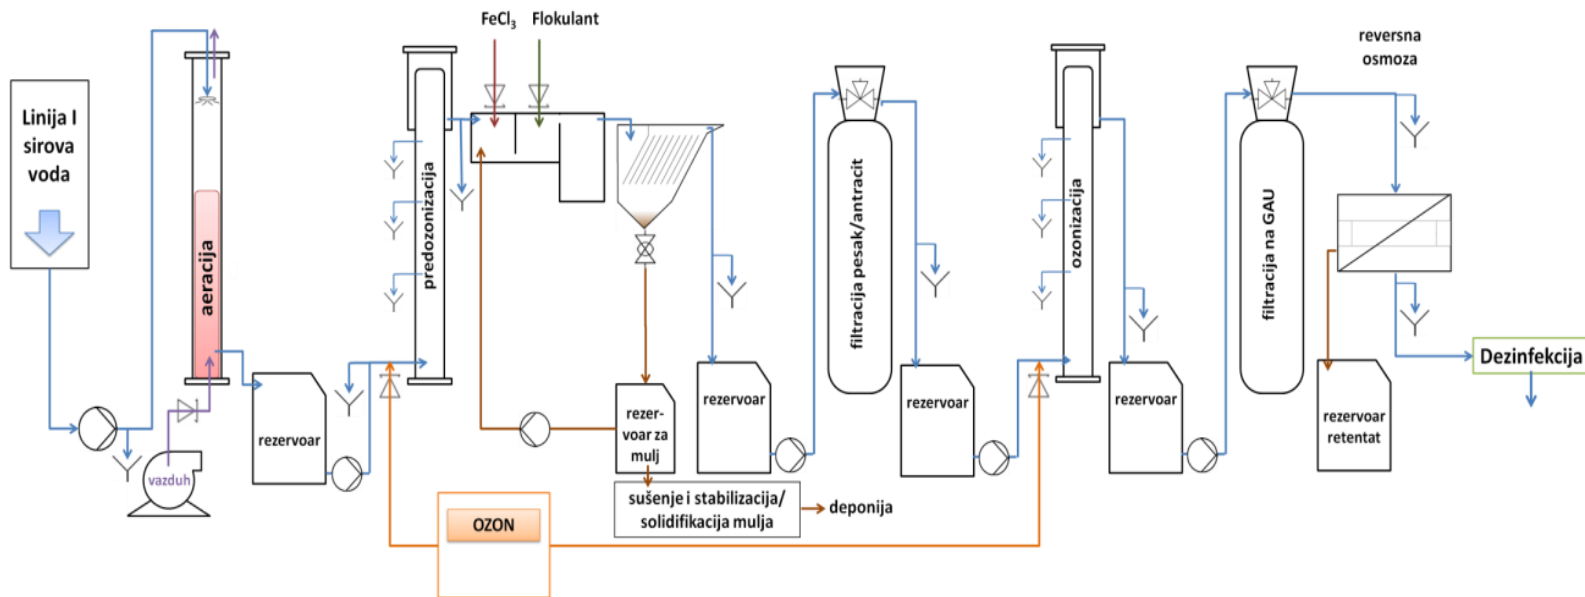 Linija I
sirova
voda
aeracija
vazduh
rezervoar
predozonizacija
FeCl₃
Flokulant
OZON
rezer-
voar za
mulj
sušenje i stabilizacija/
solidifikacija mulja
deponija
rezervoar
filtracija pesak/antracit
rezervoar
ozonizacija
rezervoar
filtracija na GAU
reversna
osmoza
rezervoar
retentat
Dezinfekcija